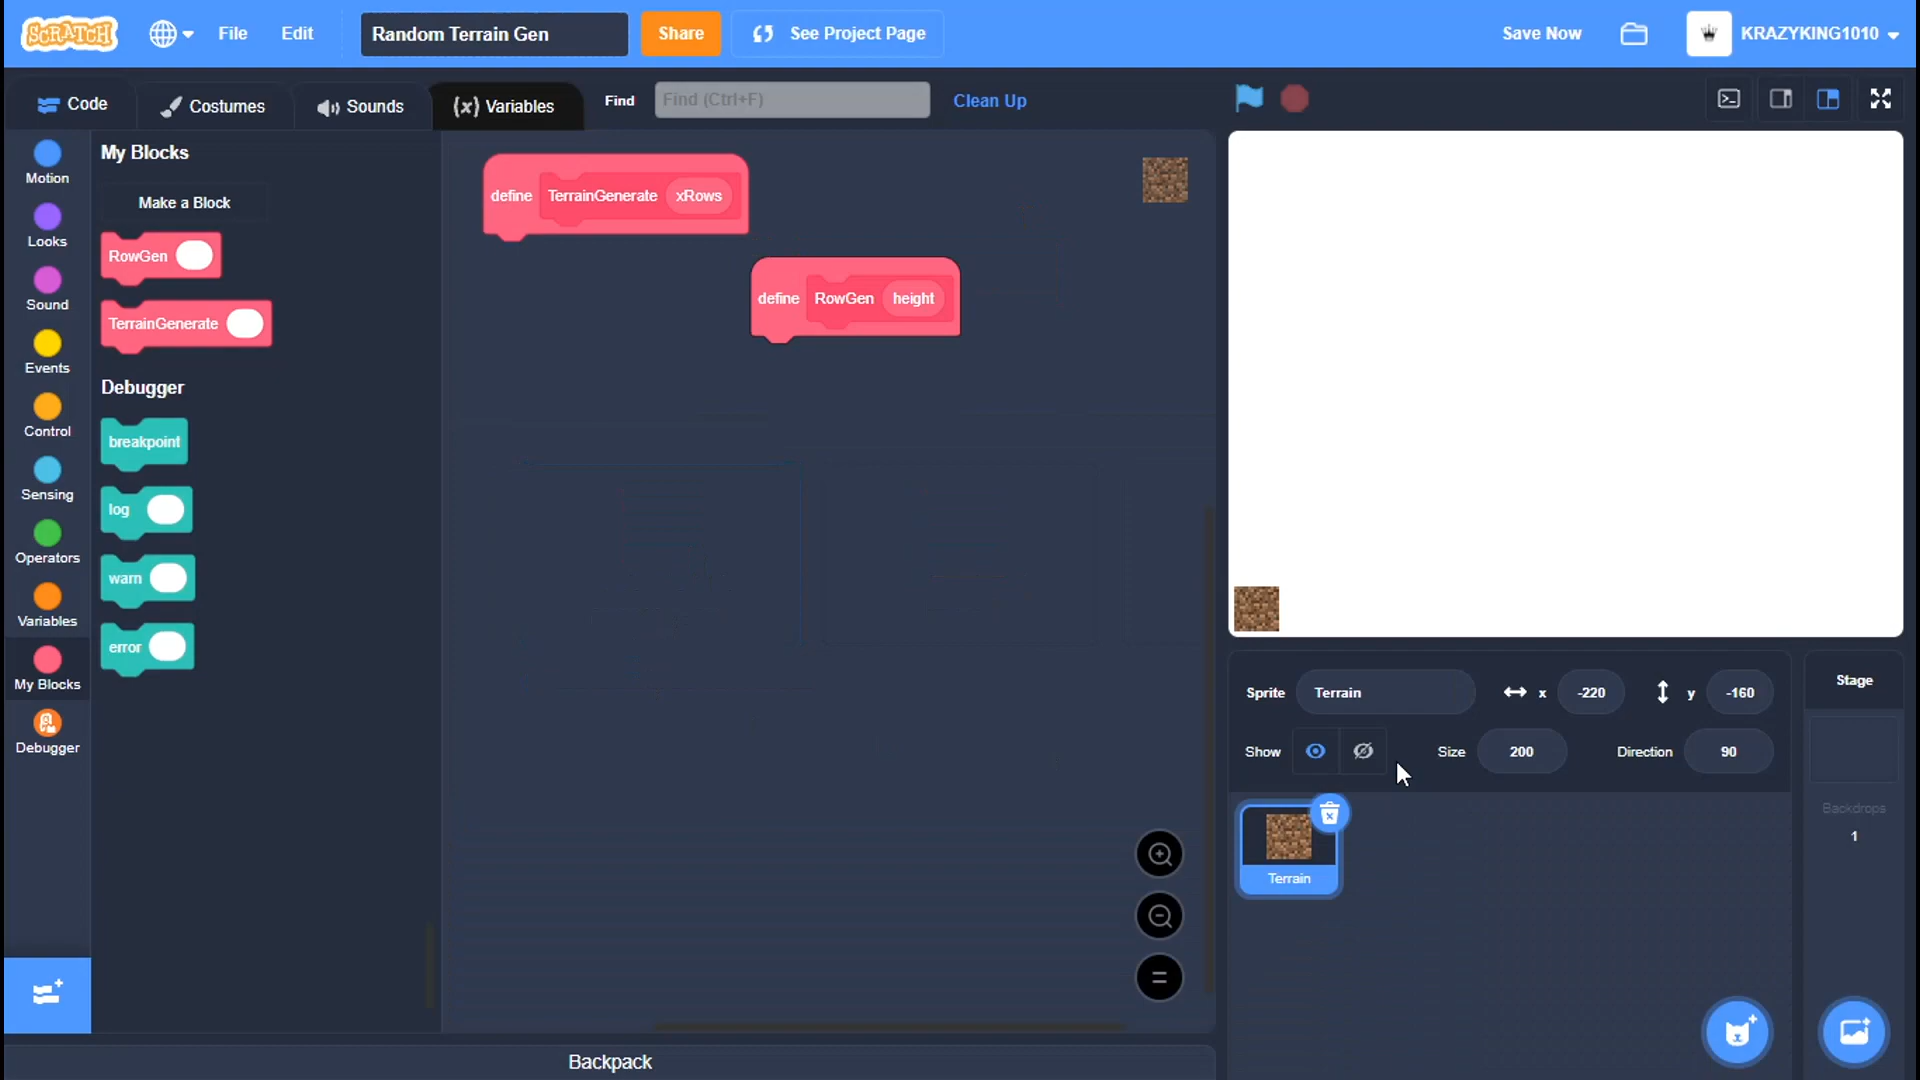 SCRATCH File Edit Random Terrain Gen Share See Project Page Save Now KRAZYKING1010
Code Costumes Sounds (x) Variables Find Find (Ctrl+F) Clean Up
Motion
Looks
Sound
Events
Control
Sensing
Operators
Variables
My Blocks
Debugger
My Blocks
Make a Block
RowGen
TerrainGenerate
Debugger
breakpoint
log
warn
error
define TerrainGenerate xRows
define RowGen height
Sprite Terrain x -220 y -160
Show Size 200 Direction 90
Terrain
Stage
Backdrops
1
Backpack